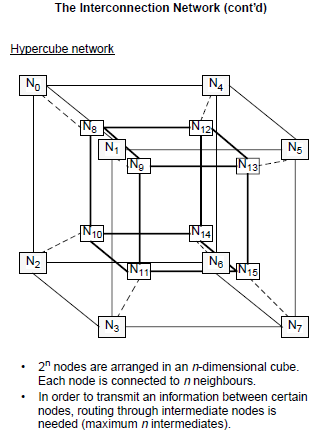 The Interconnection Network (cont'd)
Hypercube network
N0
N4
N8
N12
N1
N5
N9
N13
N10
N14
N2
N6
N11
N15
N3
N7
• 2n nodes are arranged in an n-dimensional cube.
Each node is connected to n neighbours.
• In order to transmit an information between certain
nodes, routing through intermediate nodes is
needed (maximum n intermediates).